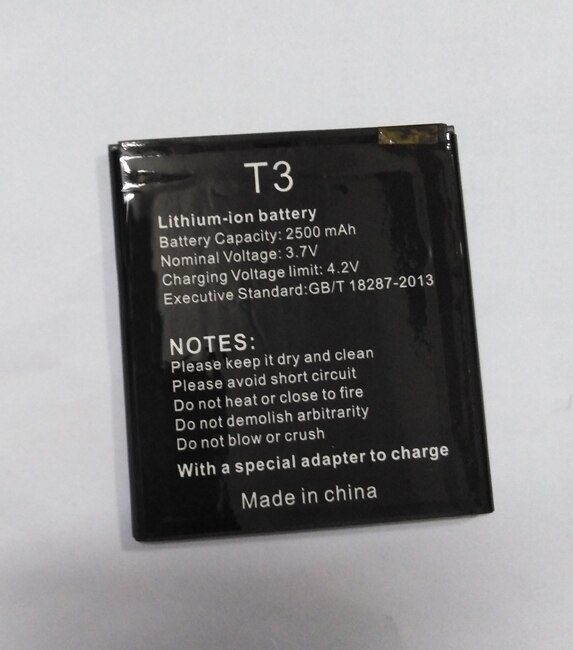 T3
Lithium-ion battery
Battery Capacity: 2500 mAh
Nominal Voltage: 3.7V
Charging Voltage limit: 4.2V
Executive Standard:GB/T 18287-2013
NOTES:
Please keep it dry and clean
Please avoid short circuit
Do not heat or close to fire
Do not demolish arbitrarity
Do not blow or crush
With a special adapter to charge
Made in china